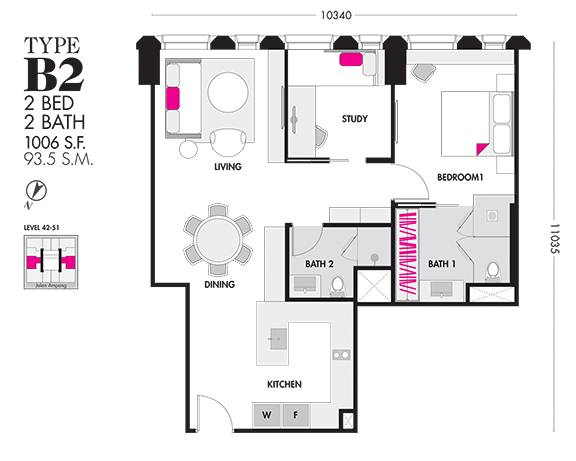 10340
TYPE
B2
2 BED
2 BATH
1006 S.F.
93.5 S.M.
N
LEVEL 42-51
Jalan Ampang
STUDY
LIVING
BEDROOM1
11035
BATH 2
BATH 1
DINING
KITCHEN
W F